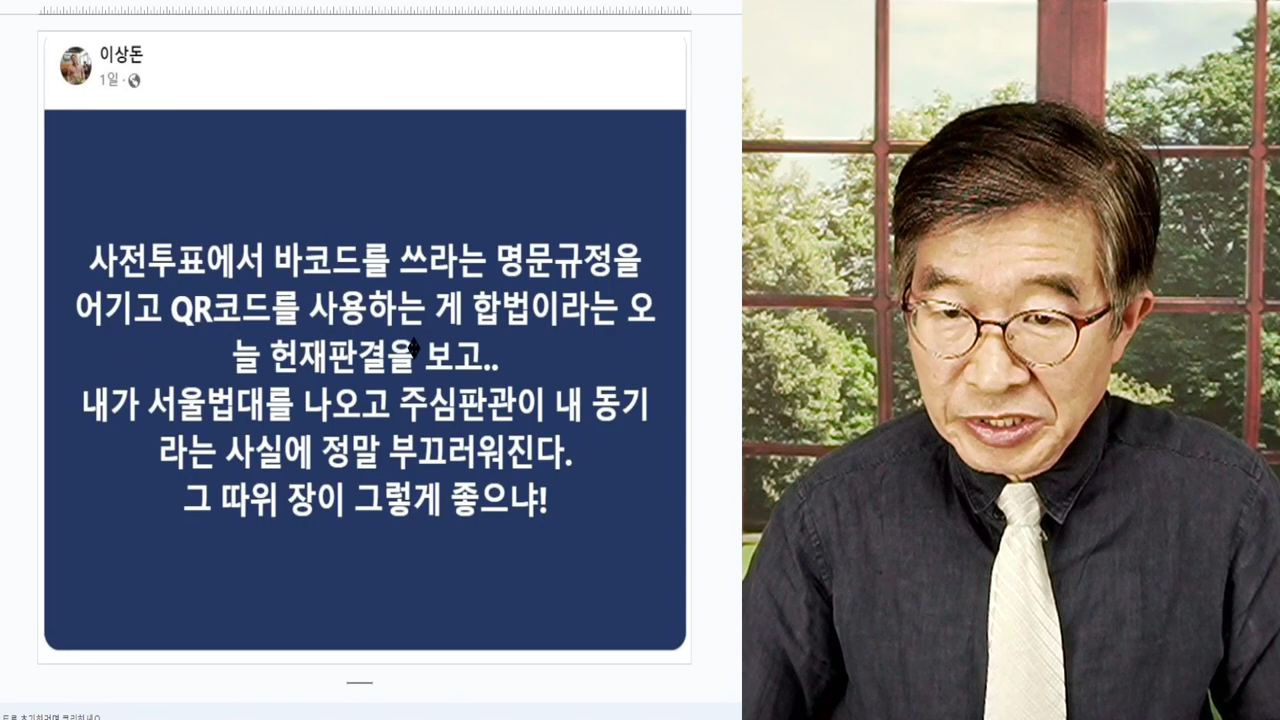 이상돈
1일 ·
사전투표에서 바코드를 쓰라는 명문규정을
어기고 QR코드를 사용하는 게 합법이라는 오
늘 헌재판결을 보고..
내가 서울법대를 나오고 주심판관이 내 동기
라는 사실에 정말 부끄러워진다.
그 따위 장이 그렇게 좋으냐!